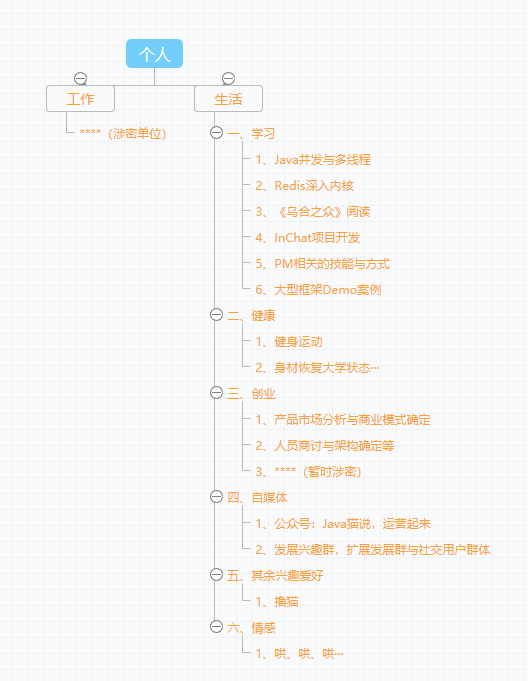 个人
工作
生活
****（涉密单位）
一、学习
1、Java并发与多线程
2、Redis深入内核
3、《乌合之众》阅读
4、InChat项目开发
5、PM相关的技能与方式
6、大型框架Demo案例
二、健康
1、健身运动
2、身材恢复大学状态…
三、创业
1、产品市场分析与商业模式确定
2、人员商讨与架构确定等
3、****（暂时涉密）
四、自媒体
1、公众号：Java猫说，运营起来
2、发展兴趣群，扩展发展群与社交用户群体
五、其余兴趣爱好
1、撸猫
六、情感
1、哄、哄、哄…